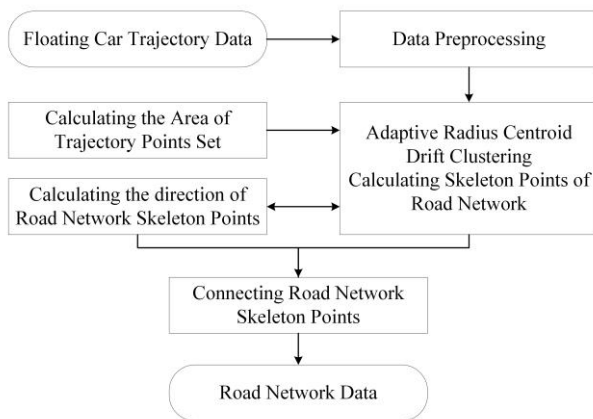 Floating Car Trajectory Data
Data Preprocessing
Calculating the Area of
Trajectory Points Set
Adaptive Radius Centroid
Drift Clustering
Calculating Skeleton Points of
Road Network
Calculating the direction of
Road Network Skeleton Points
Connecting Road Network
Skeleton Points
Road Network Data